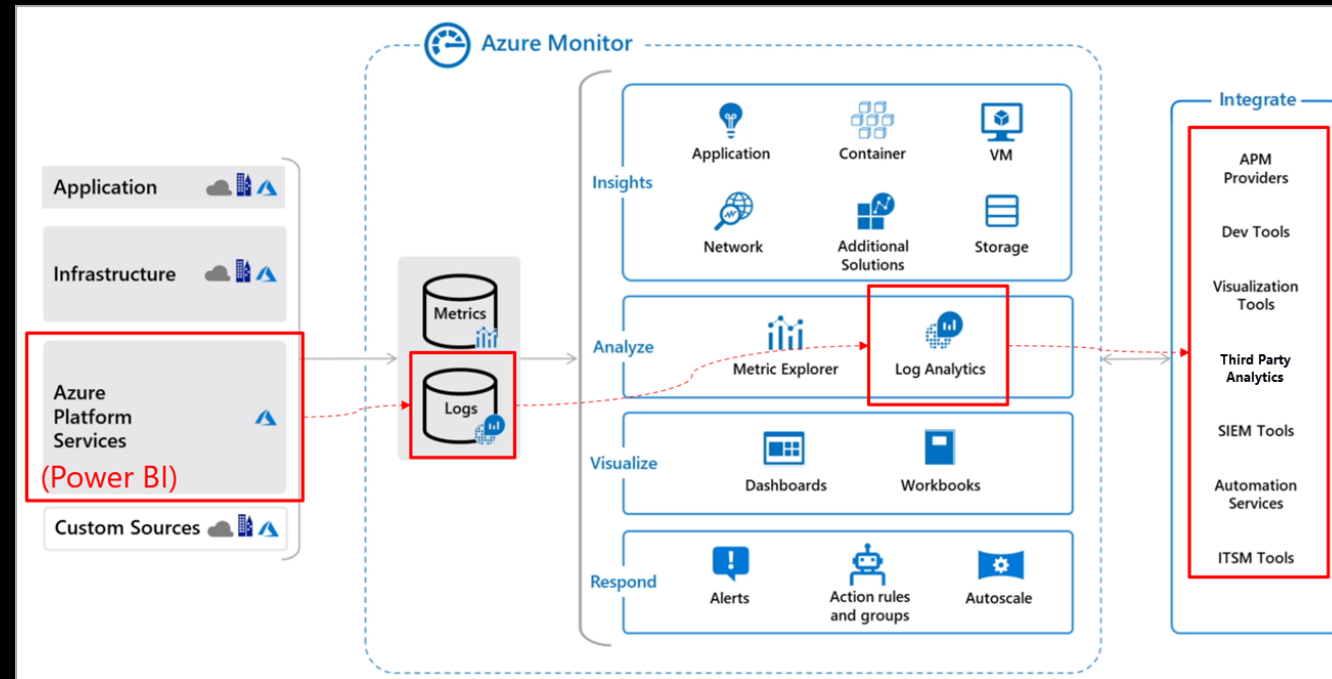 Azure Monitor
Integrate
Application
Infrastructure
Azure
Platform
Services
(Power BI)
Custom Sources
Metrics
Logs
Insights
Application
Container
VM
Network
Additional
Solutions
Storage
Analyze
Metric Explorer
Log Analytics
Visualize
Dashboards
Workbooks
Respond
Alerts
Action rules
and groups
Autoscale
APM
Providers
Dev Tools
Visualization
Tools
Third Party
Analytics
SIEM Tools
Automation
Services
ITSM Tools